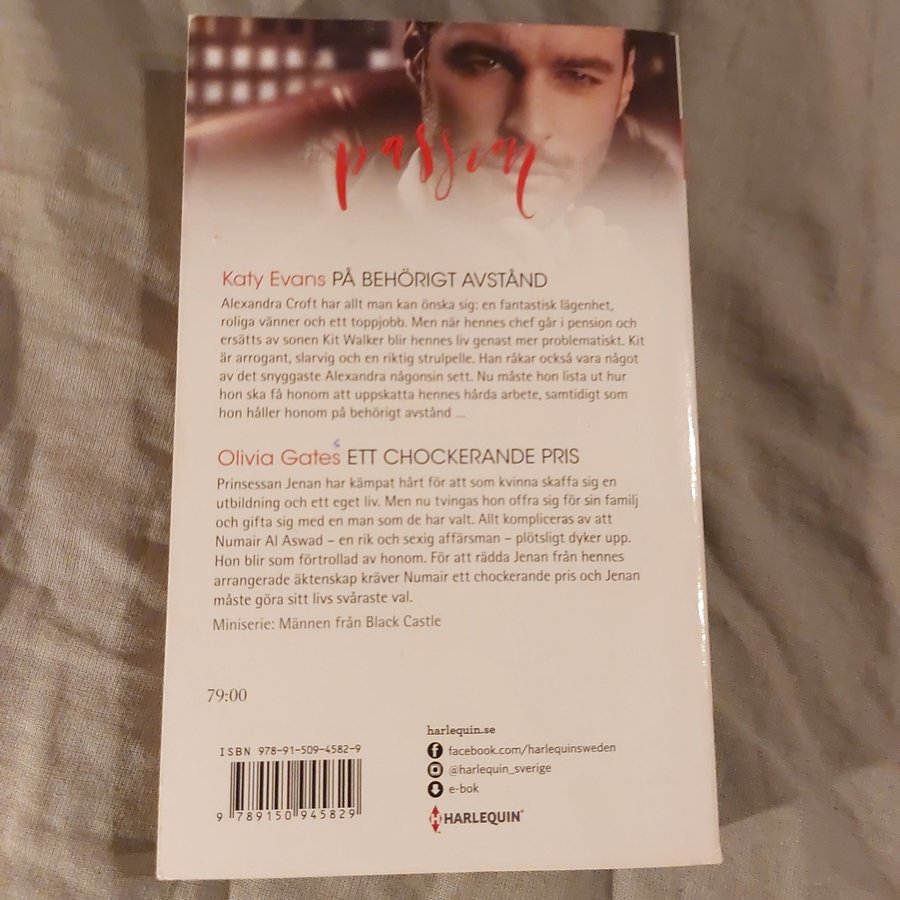 passion
Katy Evans PÅ BEHÖRIGT AVSTÅND
Alexandra Croft har allt man kan önska sig: en fantastisk lägenhet,
roliga vänner och ett toppjobb. Men när hennes chef går i pension och
ersätts av sonen Kit Walker blir hennes liv genast mer problematiskt. Kit
är arrogant, slarvig och en riktig strulpelle. Han råkar också vara något
av det snyggaste Alexandra någonsin sett. Nu måste hon lista ut hur
hon ska få honom att uppskatta hennes hårda arbete, samtidigt som
hon håller honom på behörigt avstånd ...
Olivia Gates ETT CHOCKERANDE PRIS
Prinsessan Jenan har kämpat hårt för att som kvinna skaffa sig en
utbildning och ett eget liv. Men nu tvingas hon offra sig för sin familj
och gifta sig med en man som de har valt. Allt kompliceras av att
Numair Al Aswad – en rik och sexig affärsman – plötsligt dyker upp.
Hon blir som förtrollad av honom. För att rädda Jenan från hennes
arrangerade äktenskap kräver Numair ett chockerande pris och Jenan
måste göra sitt livs svåraste val.
Miniserie: Männen från Black Castle
79:00
ISBN 978-91-509-4582-9
9 789150 945829
harlequin.se
facebook.com/harlequinsweden
@harlequin_sverige
e-bok
H HARLEQUIN®